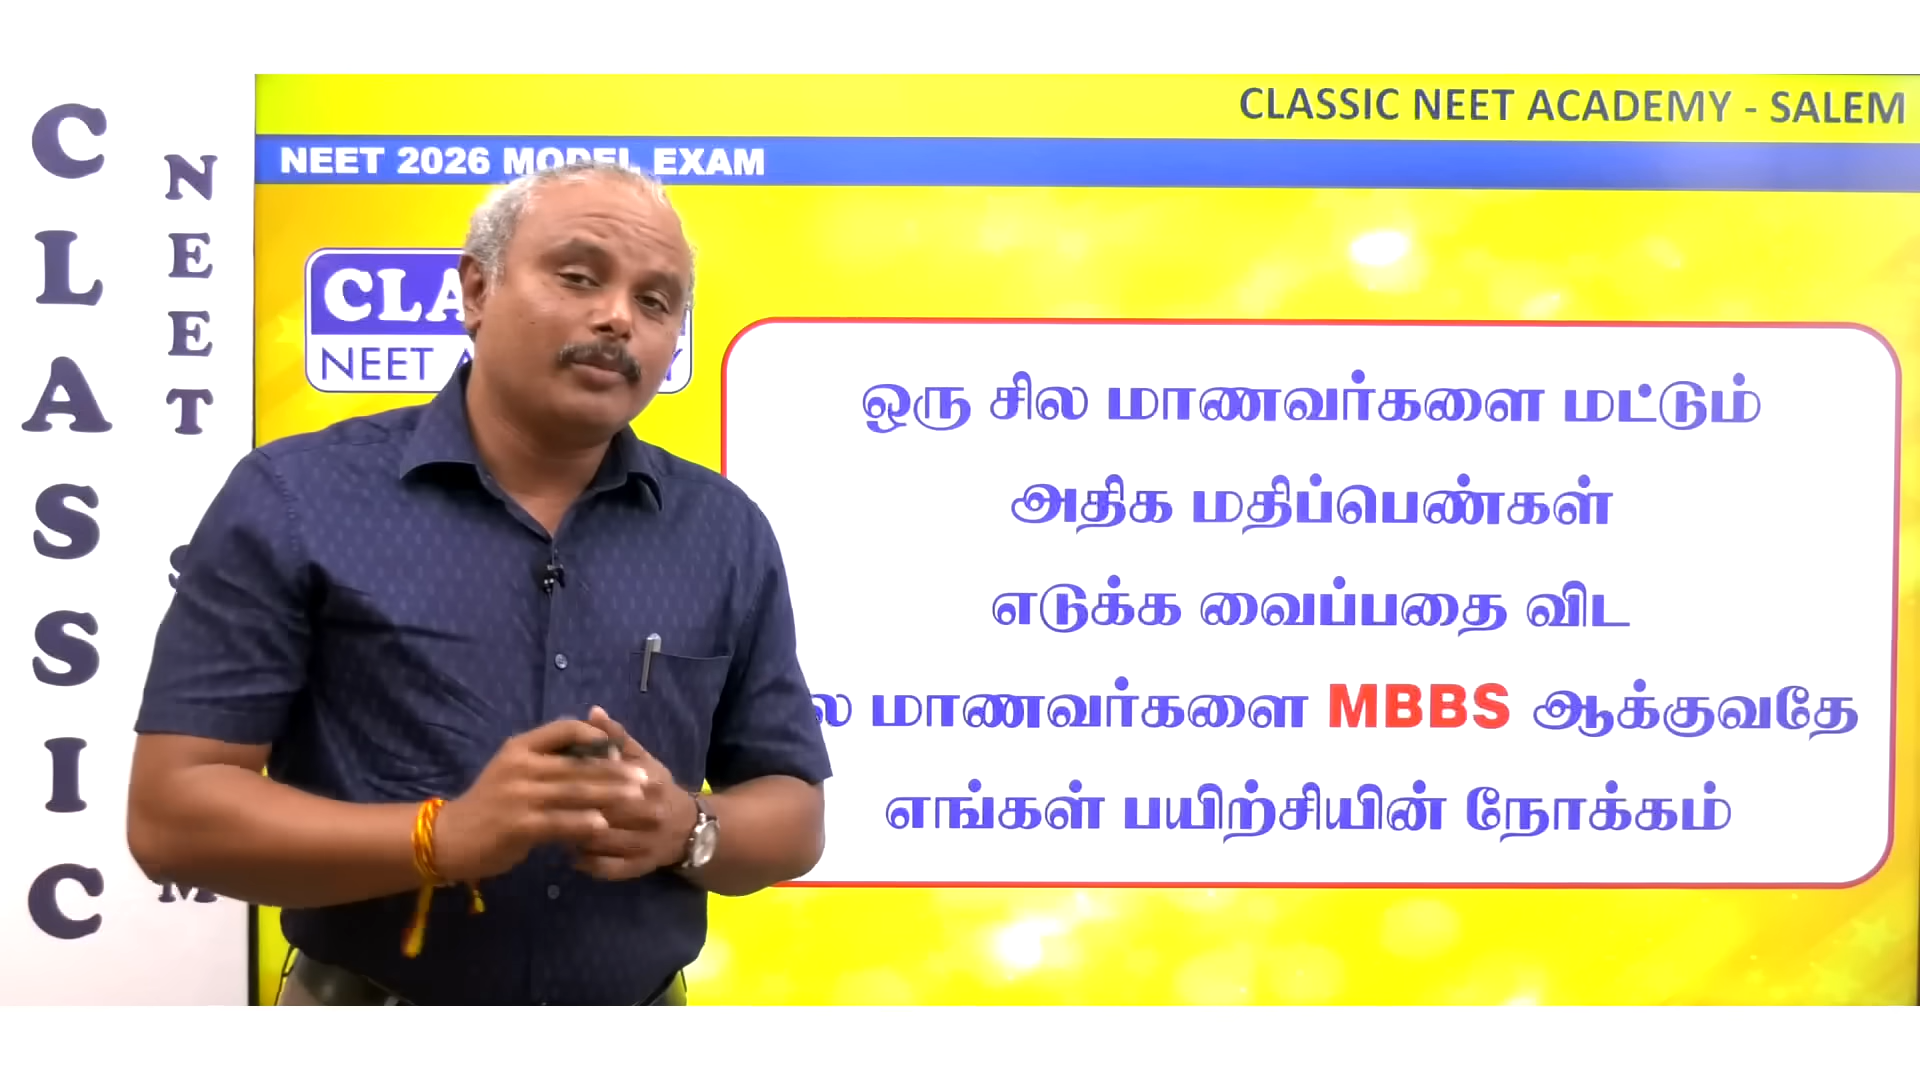 CLASSIC
NEET
CLASSIC NEET ACADEMY - SALEM
NEET 2026 MODEL EXAM
NEET
ஒரு சில மாணவர்களை மட்டும்
அதிக மதிப்பெண்கள்
எடுக்க வைப்பதை விட
மாணவர்களை MBBS ஆக்குவதே
எங்கள் பயிற்சியின் நோக்கம்